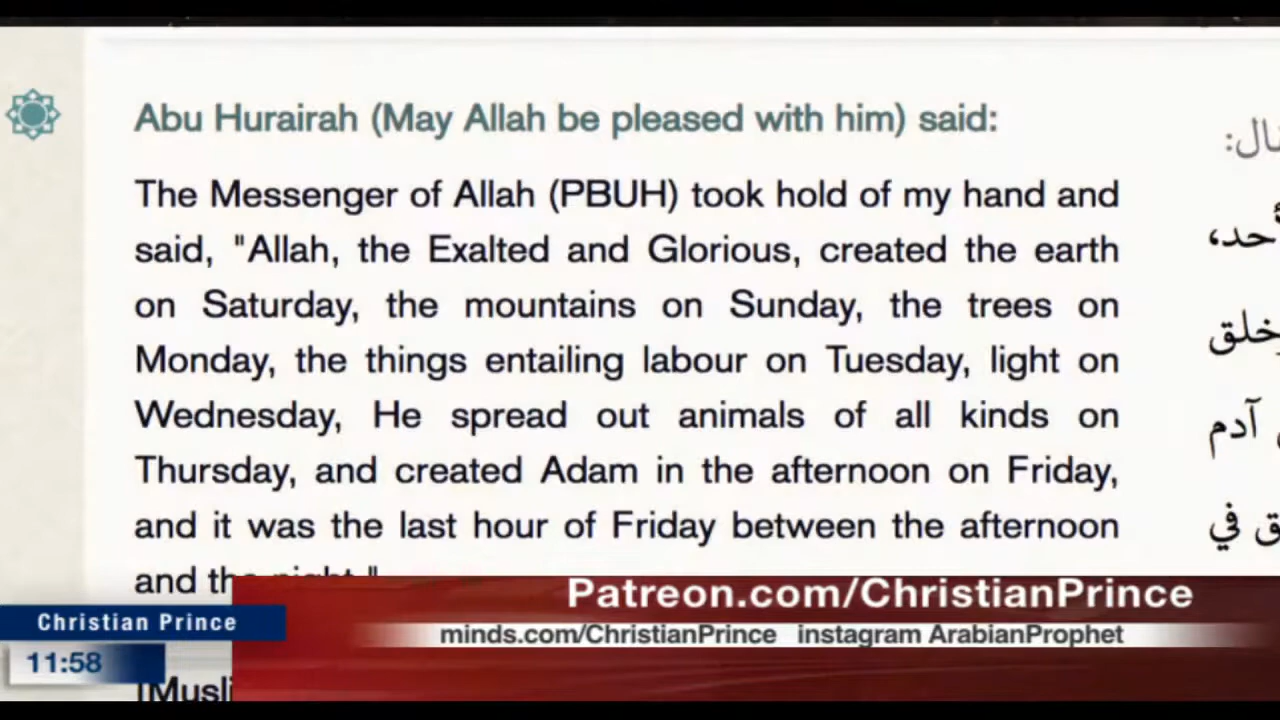 Abu Hurairah (May Allah be pleased with him) said:
The Messenger of Allah (PBUH) took hold of my hand and
said, "Allah, the Exalted and Glorious, created the earth
on Saturday, the mountains on Sunday, the trees on
Monday, the things entailing labour on Tuesday, light on
Wednesday, He spread out animals of all kinds on
Thursday, and created Adam in the afternoon on Friday,
and it was the last hour of Friday between the afternoon
and the night."
آدم
في
Patreon.com/ChristianPrince
minds.com/ChristianPrince instagram ArabianProphet
Christian Prince
11:58